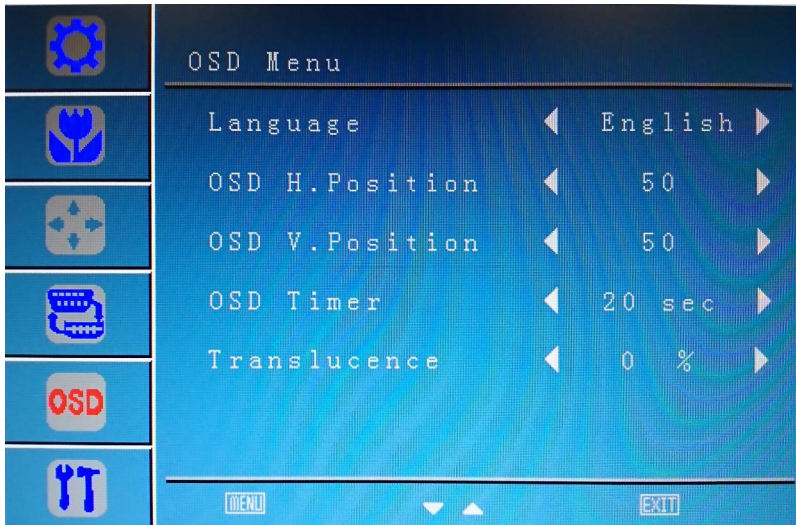 OSD Menu
Language English
OSD H.Position 50
OSD V.Position 50
OSD Timer 20 sec
Translucence 0 %
OSD
MENU EXIT